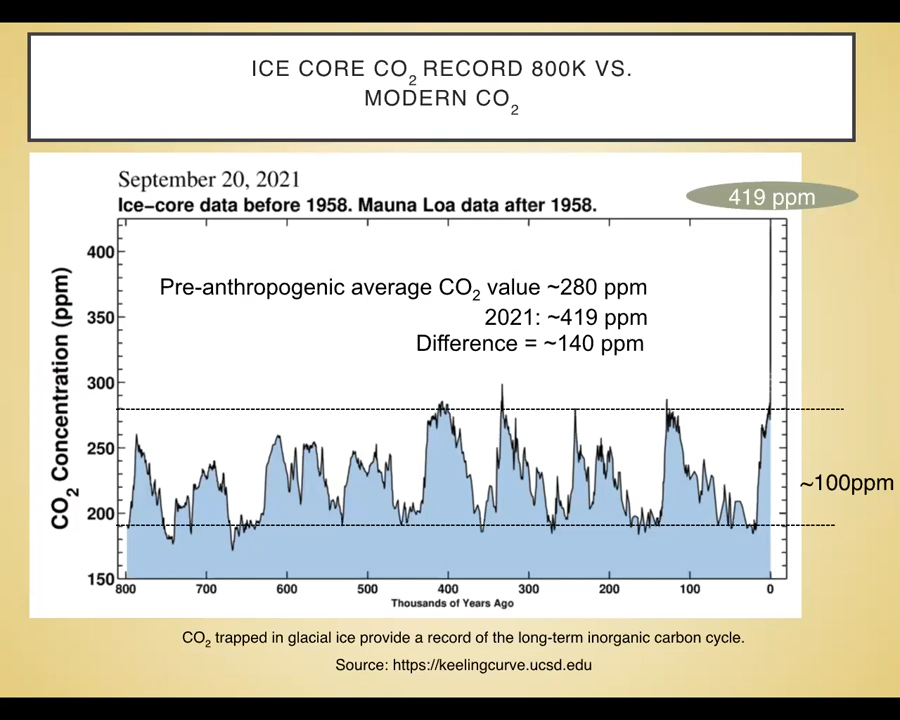 ICE CORE CO2 RECORD 800K VS.
MODERN CO2
September 20, 2021
Ice–core data before 1958. Mauna Loa data after 1958.
419 ppm
400
Pre-anthropogenic average CO2 value ~280 ppm
350
2021: ~419 ppm
Difference = ~140 ppm
300
250
~100ppm
200
150
CO2 Concentration (ppm)
800 700 600 500 400 300 200 100 0
Thousands of Years Ago
CO2 trapped in glacial ice provide a record of the long-term inorganic carbon cycle.
Source: https://keelingcurve.ucsd.edu